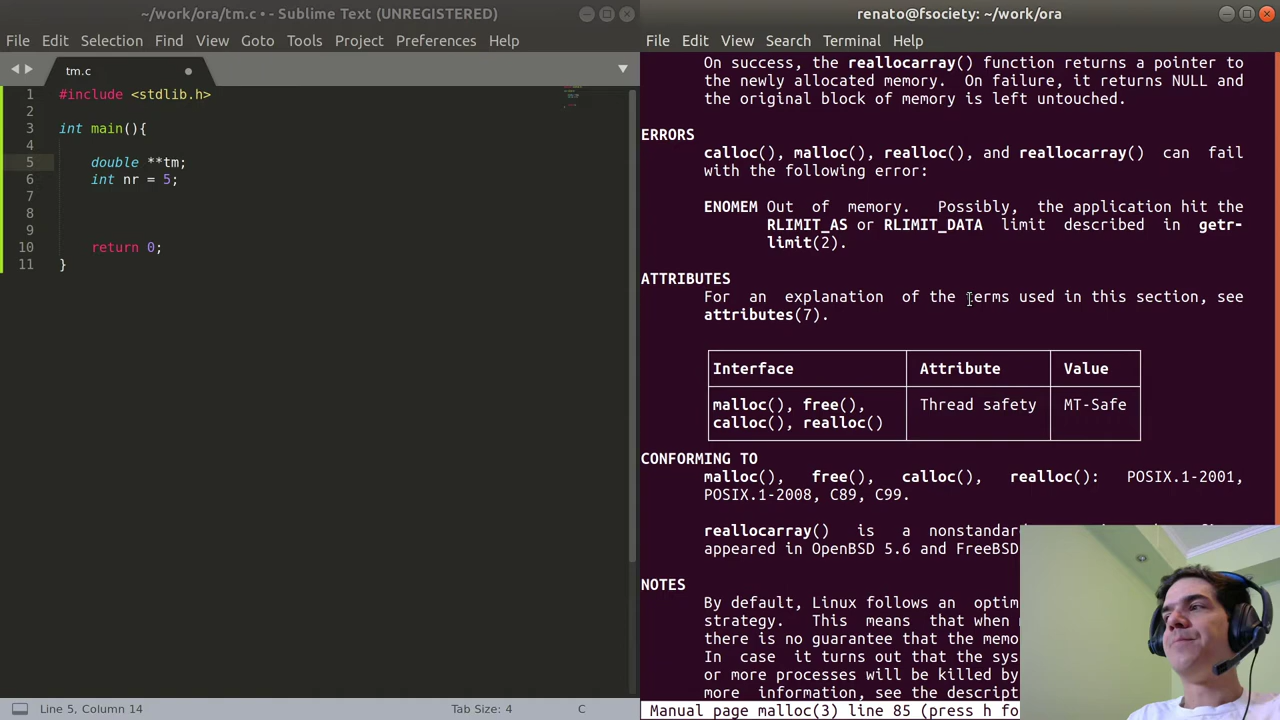 ~/work/ora/tm.c • - Sublime Text (UNREGISTERED)
File Edit Selection Find View Goto Tools Project Preferences Help
tm.c
1 #include <stdlib.h>
2
3 int main(){
4
5 double **tm;
6 int nr = 5;
7
8
9
10 return 0;
11 }
Line 5, Column 14 Tab Size: 4 C
renato@fsociety: ~/work/ora
File Edit View Search Terminal Help
On success, the reallocarray() function returns a pointer to
the newly allocated memory. On failure, it returns NULL and
the original block of memory is left untouched.
ERRORS
calloc(), malloc(), realloc(), and reallocarray() can fail
with the following error:
ENOMEM Out of memory. Possibly, the application hit the
RLIMIT_AS or RLIMIT_DATA limit described in getr-
limit(2).
ATTRIBUTES
For an explanation of the terms used in this section, see
attributes(7).
Interface Attribute Value
malloc(), free(), Thread safety MT-Safe
calloc(), realloc()
CONFORMING TO
malloc(), free(), calloc(), realloc(): POSIX.1-2001,
POSIX.1-2008, C89, C99.
reallocarray() is a nonstandar
appeared in OpenBSD 5.6 and FreeBSD
NOTES
By default, Linux follows an optim
strategy. This means that when
there is no guarantee that the memo
In case it turns out that the sys
or more processes will be killed by
more information, see the descript
Manual page malloc(3) line 85 (press h fo